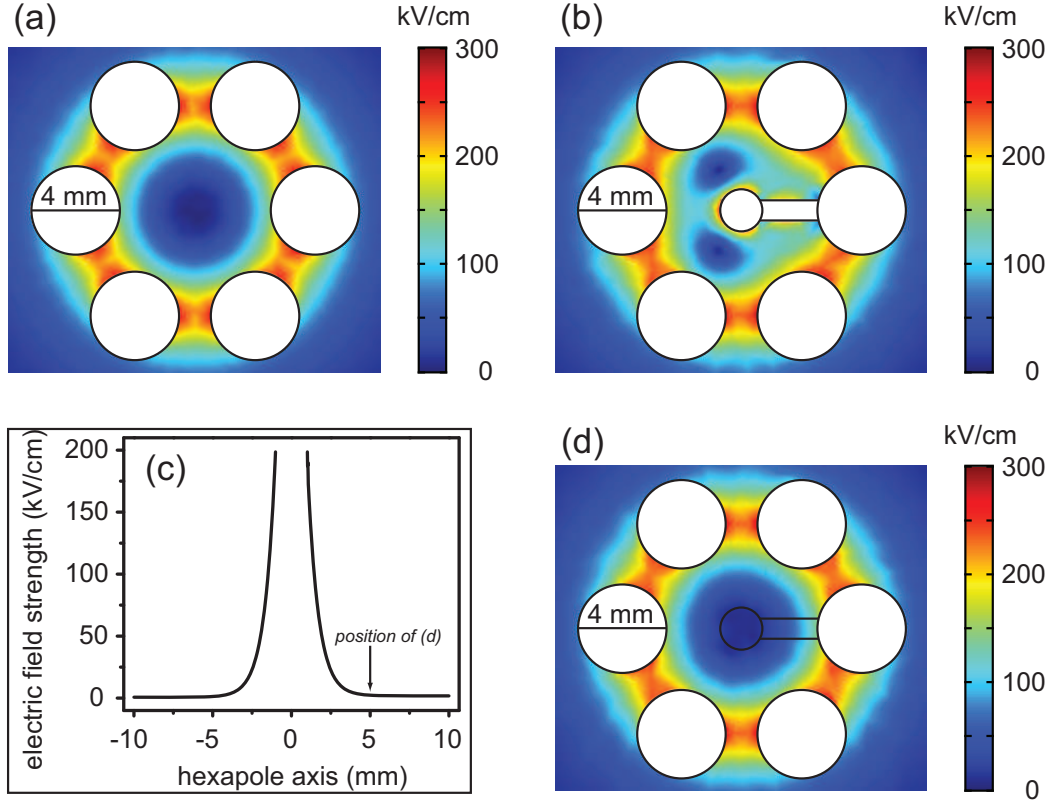 (a)
kV/cm
300
200
100
0
4 mm
(b)
kV/cm
300
200
100
0
4 mm
(c)
electric field strength (kV/cm)
200
150
100
50
0
position of (d)
-10
-5
0
5
10
hexapole axis (mm)
(d)
kV/cm
300
200
100
0
4 mm